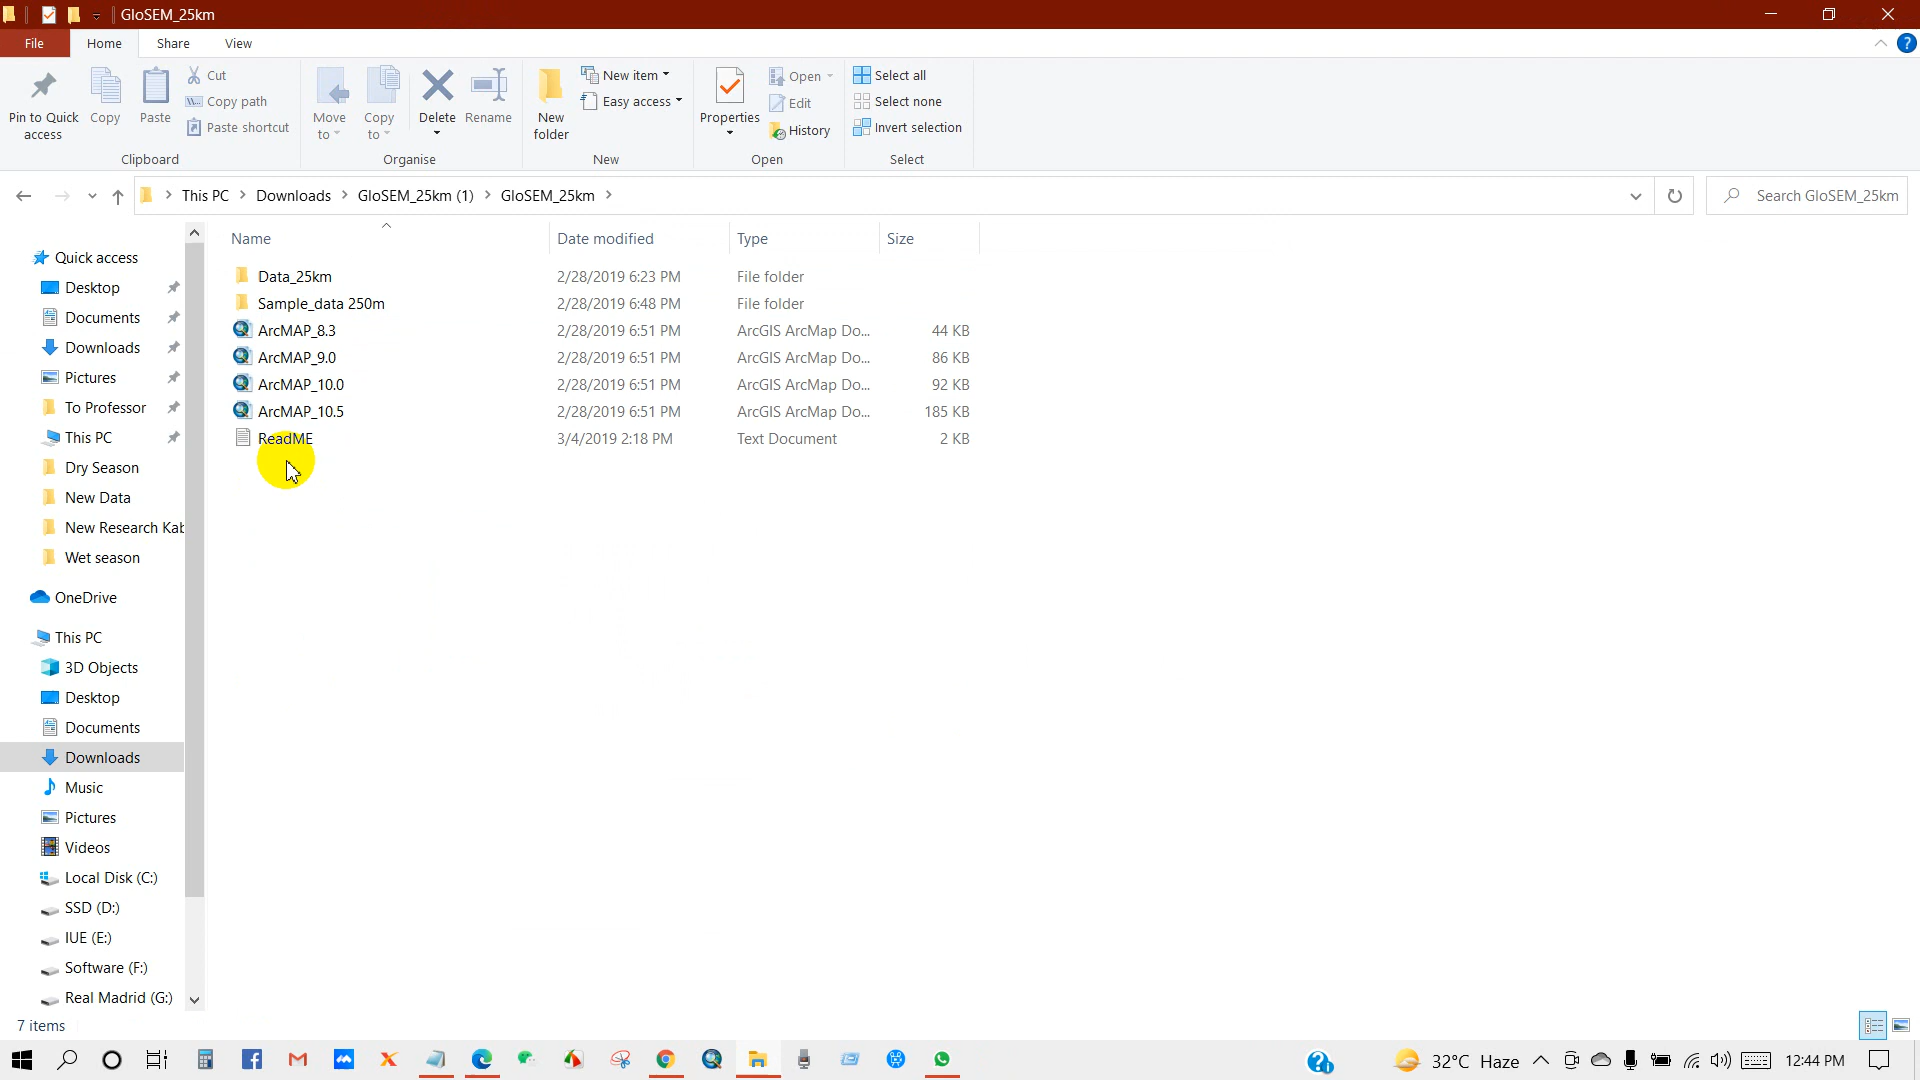 GloSEM_25km
File Home Share View
Pin to Quick access
Copy
Paste
Cut
Copy path
Paste shortcut
Clipboard
Move to
Copy to
Delete
Rename
Organise
New folder
New item
Easy access
New
Properties
Open
Edit
History
Open
Select all
Select none
Invert selection
Select
This PC > Downloads > GloSEM_25km (1) > GloSEM_25km >
Search GloSEM_25km
Name Date modified Type Size
Data_25km 2/28/2019 6:23 PM File folder
Sample_data 250m 2/28/2019 6:48 PM File folder
ArcMAP_8.3 2/28/2019 6:51 PM ArcGIS ArcMap Do... 44 KB
ArcMAP_9.0 2/28/2019 6:51 PM ArcGIS ArcMap Do... 86 KB
ArcMAP_10.0 2/28/2019 6:51 PM ArcGIS ArcMap Do... 92 KB
ArcMAP_10.5 2/28/2019 6:51 PM ArcGIS ArcMap Do... 185 KB
ReadME 3/4/2019 2:18 PM Text Document 2 KB
Quick access
Desktop
Documents
Downloads
Pictures
To Professor
This PC
Dry Season
New Data
New Research Kab
Wet season
OneDrive
This PC
3D Objects
Desktop
Documents
Downloads
Music
Pictures
Videos
Local Disk (C:)
SSD (D:)
IUE (E:)
Software (F:)
Real Madrid (G:)
7 items
32°C Haze 12:44 PM